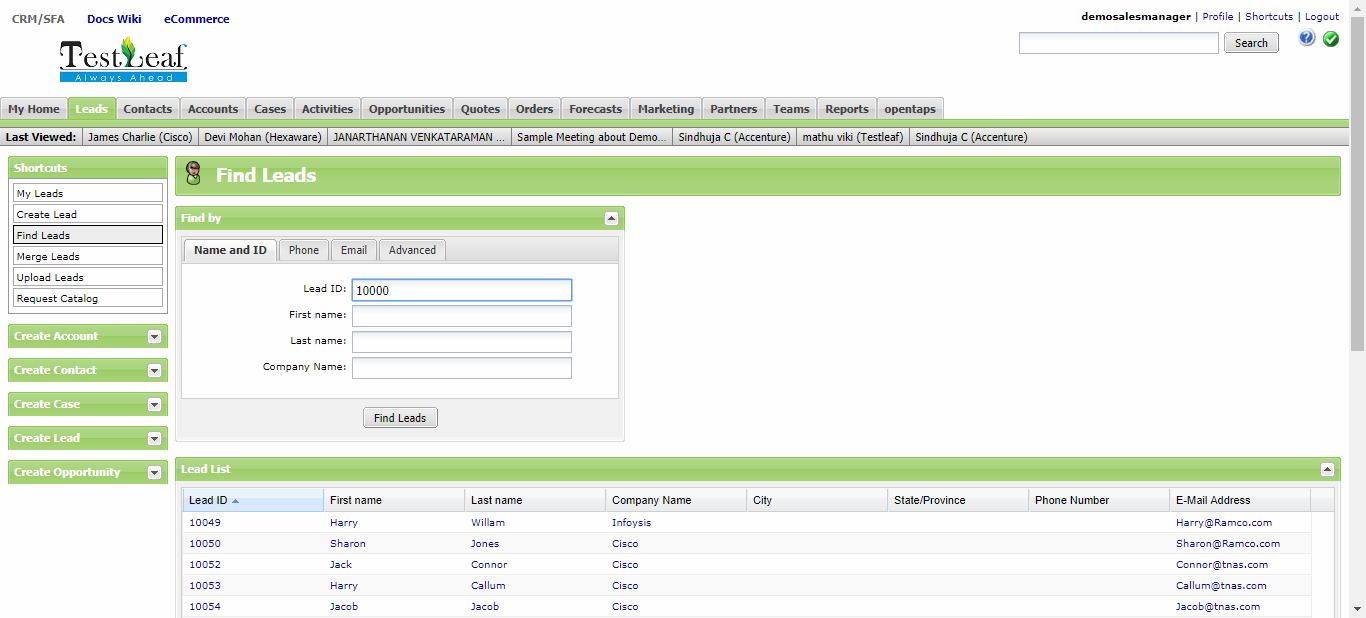 CRM/SFA Docs Wiki eCommerce
demosalesmanager | Profile | Shortcuts | Logout
Search
TestLeaf
Always Ahead
My Home Leads Contacts Accounts Cases Activities Opportunities Quotes Orders Forecasts Marketing Partners Teams Reports opentaps
Last Viewed: James Charlie (Cisco) Devi Mohan (Hexaware) JANARTHANAN VENKATARAMAN ... Sample Meeting about Demo... Sindhuja C (Accenture) mathu viki (Testleaf) Sindhuja C (Accenture)
Shortcuts
My Leads
Create Lead
Find Leads
Merge Leads
Upload Leads
Request Catalog
Create Account
Create Contact
Create Case
Create Lead
Create Opportunity
Find Leads
Find by
Name and ID Phone Email Advanced
Lead ID: 10000
First name:
Last name:
Company Name:
Find Leads
Lead List
Lead ID First name Last name Company Name City State/Province Phone Number E-Mail Address
10049 Harry Willam Infoysis Harry@Ramco.com
10050 Sharon Jones Cisco Sharon@Ramco.com
10052 Jack Connor Cisco Connor@tnas.com
10053 Harry Callum Cisco Callum@tnas.com
10054 Jacob Jacob Cisco Jacob@tnas.com